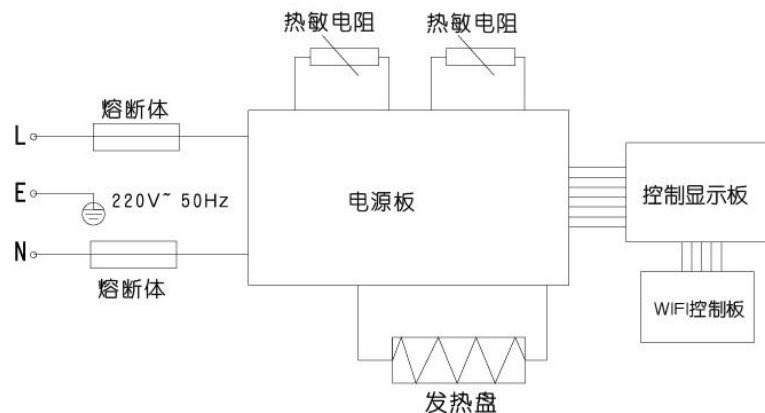 热敏电阻
热敏电阻
熔断体
L
E
220V~ 50Hz
N
熔断体
电源板
控制显示板
WIFI控制板
发热盘